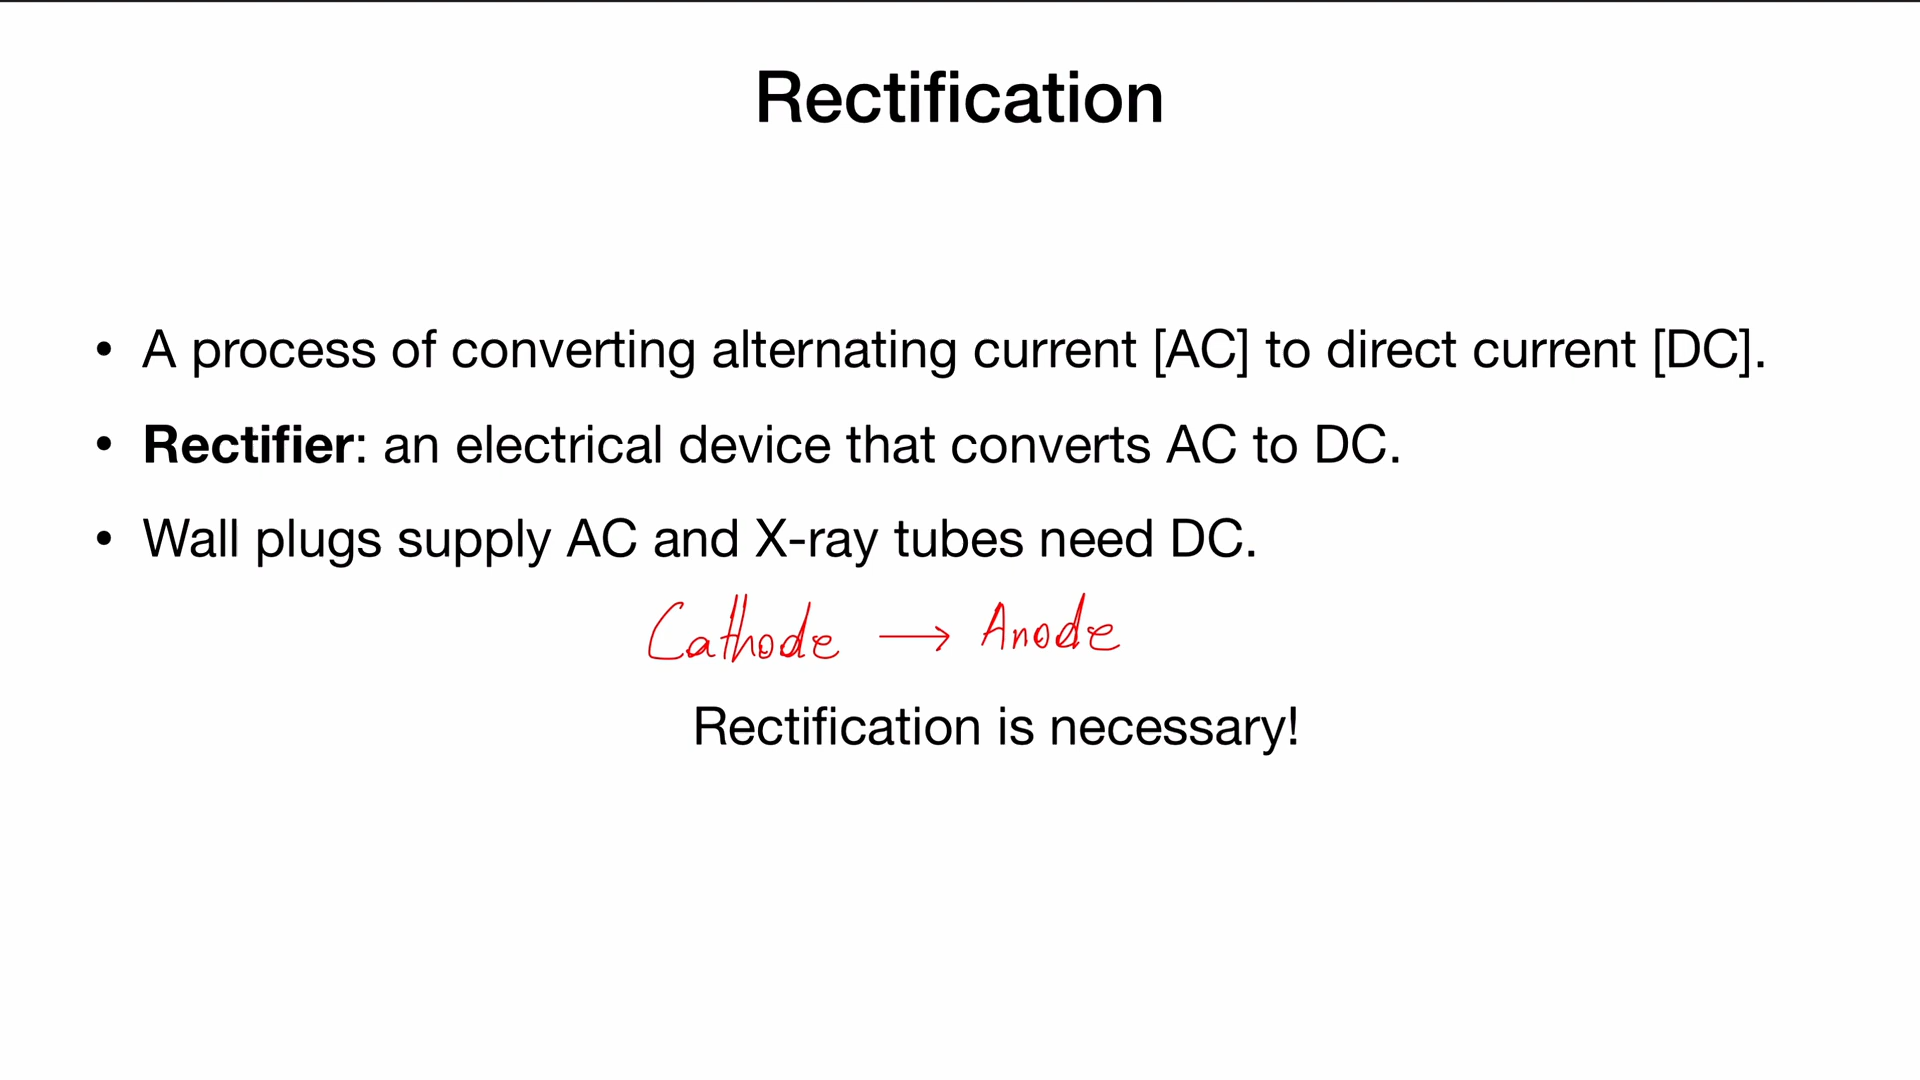 Rectification
• A process of converting alternating current [AC] to direct current [DC].
• Rectifier: an electrical device that converts AC to DC.
• Wall plugs supply AC and X-ray tubes need DC.
Cathode → Anode
Rectification is necessary!